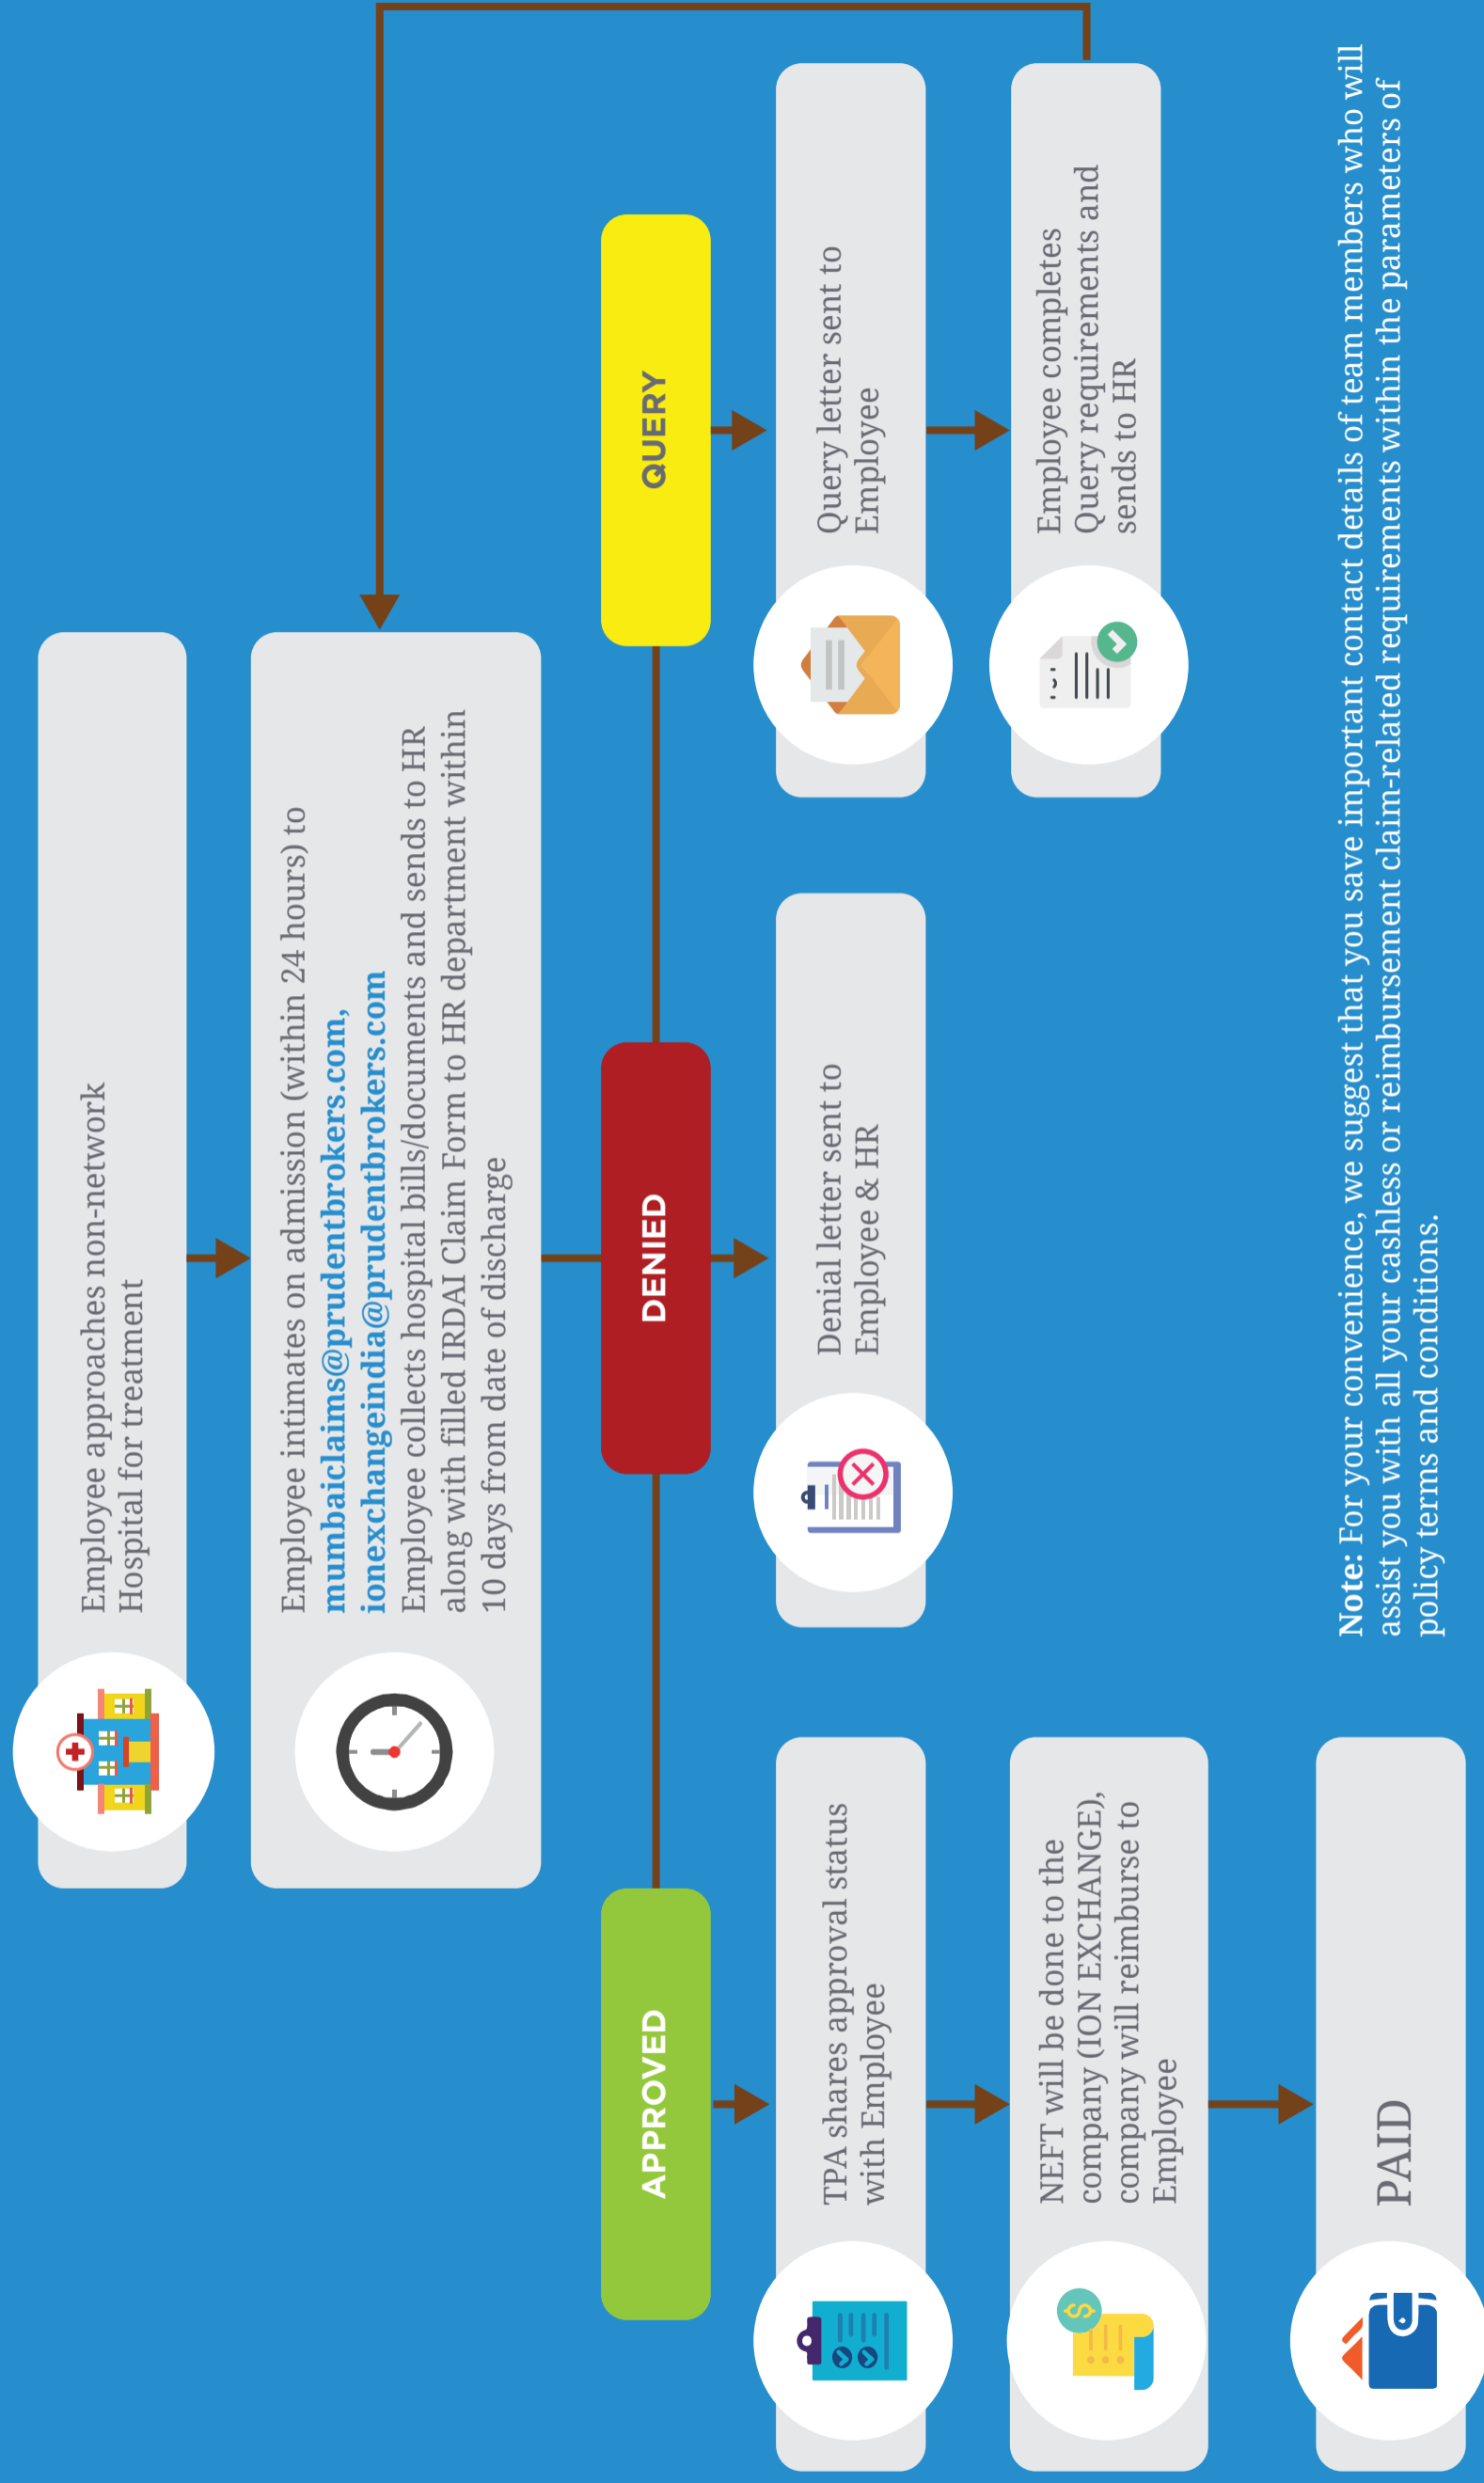 Employee approaches non-network
Hospital for treatment
Employee intimates on admission (within 24 hours) to
mumbaiclaims@prudentbrokers.com,
ionexchangeindia@prudentbrokers.com
Employee collects hospital bills/documents and sends to HR
along with filled IRDAI Claim Form to HR department within
10 days from date of discharge
APPROVED
DENIED
QUERY
TPA shares approval status
with Employee
Denial letter sent to
Employee & HR
Query letter sent to
Employee
NEFT will be done to the
company (ION EXCHANGE),
company will reimburse to
Employee
Employee completes
Query requirements and
sends to HR
PAID
Note: For your convenience, we suggest that you save important contact details of team members who will
assist you with all your cashless or reimbursement claim-related requirements within the parameters of
policy terms and conditions.